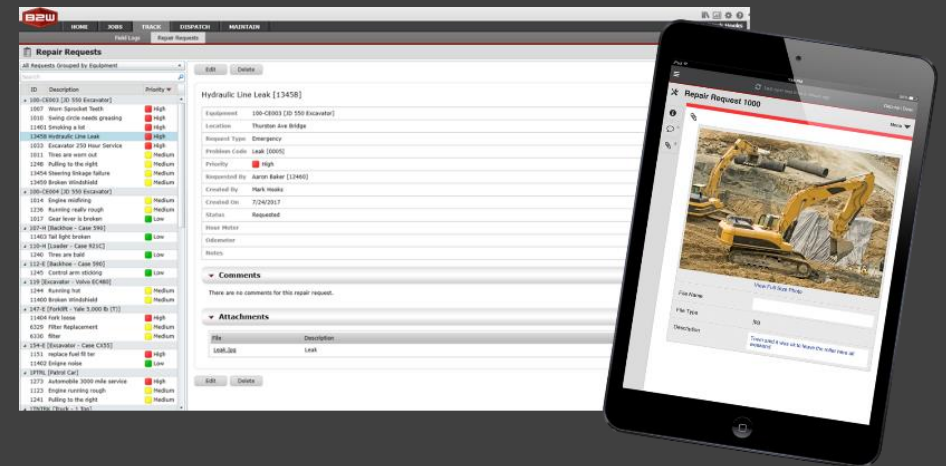 B2W
HOME JOBS TRACK DISPATCH MAINTAIN
Field Logs Repair Requests
Repair Requests
All Requests Grouped by Equipment
Search
ID Description Priority
100-CE003 [JD 550 Excavator]
1007 Worn Sprocket Teeth High
1010 Swing circle needs greasing High
11401 Smoking a lot High
13458 Hydraulic Line Leak High
1033 Excavator 250 Hour Service High
1011 Tires are worn out Medium
1248 Pulling to the right Medium
13454 Steering linkage failure Medium
13459 Broken Windshield Medium
100-CE004 [JD 550 Excavator]
1014 Engine misfiring Medium
1236 Running really rough Medium
1017 Gear lever is broken Low
107-H [Backhoe - Case 590]
11403 Tail light broken Low
110-H [Loader - Case 921C]
1240 Tires are bald Low
112-E [Backhoe - Case 590]
1245 Control arm sticking Low
119 [Excavator - Volvo EC480]
1244 Running hot Medium
11400 Broken Windshield Medium
147-E [Forklift - Yale 5,000 lb (T)]
11404 Fork loose High
6325 Filter Replacement Medium
6330 filter Medium
154-E [Excavator - Case CX55]
1151 replace fuel filter High
11402 Engine noise Low
1PTRL [Patrol Car]
1273 Automobile 3000 mile service High
1123 Engine running rough Medium
1241 Pulling to the right Medium
Edit Delete
Hydraulic Line Leak [13458]
Equipment 100-CE003 [JD 550 Excavator]
Location Thurston Ave Bridge
Request Type Emergency
Problem Code Leak [0005]
Priority High
Requested By Aaron Baker [12460]
Created By Mark Hooks
Created On 7/24/2017
Status Requested
Hour Meter
Odometer
Notes
Comments
There are no comments for this repair request.
Attachments
File Description
Leak.jpg Leak
Edit Delete
iPad
Repair Request 1000
Menu
View Full Size Photo
File Name
File Type jpg
Description